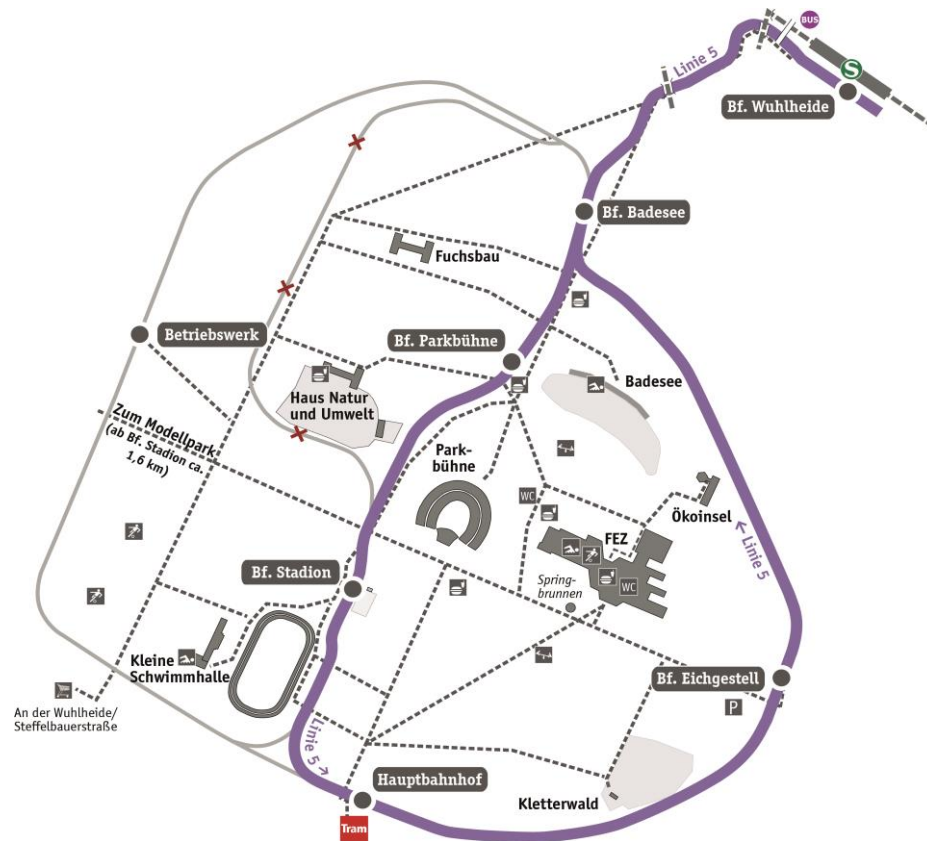 BUS
Linie 5
S
Bf. Wuhlheide
Bf. Badesee
Fuchsbau
Betriebswerk
Bf. Parkbühne
Badesee
Haus Natur
und Umwelt
Zum Modellpark
(ab Bf. Stadion ca.
1,6 km)
Park-
bühne
WC
Ökoinsel
FEZ
← Linie 5
Bf. Stadion
Spring-
brunnen
WC
Kleine
Schwimmhalle
Bf. Eichgestell
P
An der Wuhlheide/
Steffelbauerstraße
Linie 5 →
Hauptbahnhof
Kletterwald
Tram